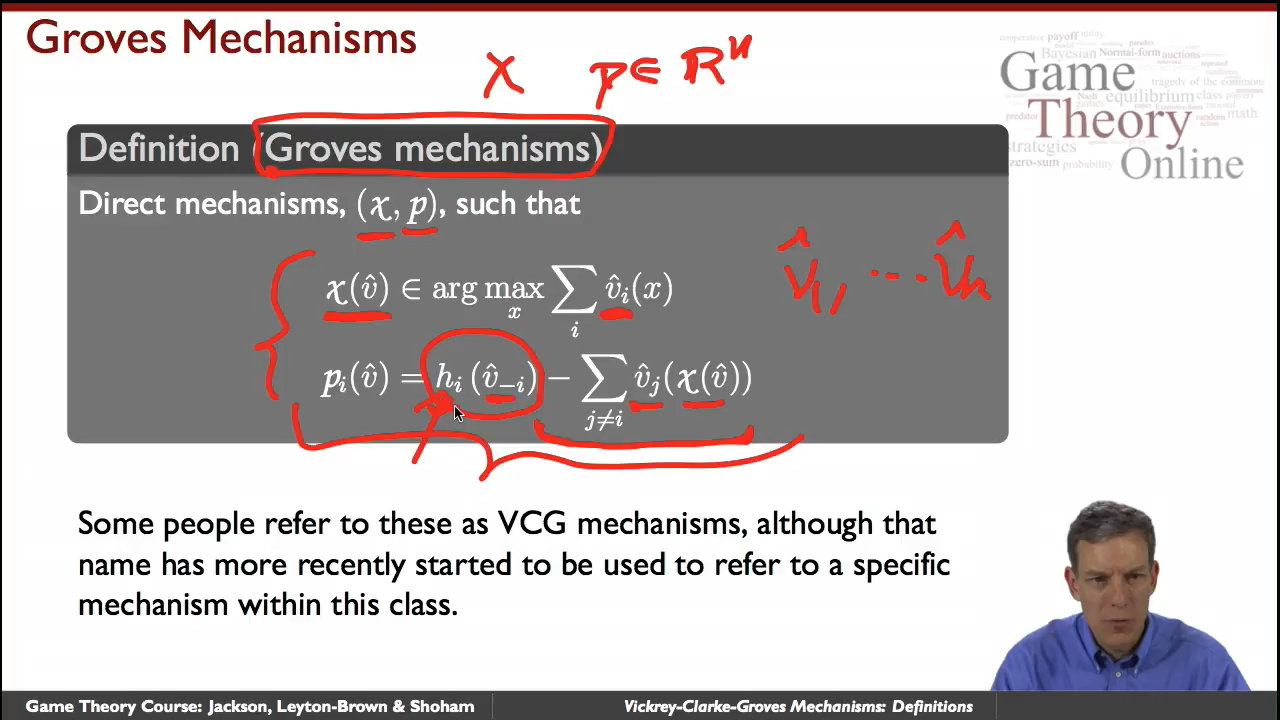 Groves Mechanisms
X p ∈ ℝⁿ
Game
Theory
Online
Definition (Groves mechanisms)
Direct mechanisms, (χ, p), such that
χ(v̂) ∈ arg max_x ∑_i v̂_i(x)
v̂₁, ... v̂ₙ
p_i(v̂) = h_i(v̂_{−i}) − ∑_{j≠i} v̂_j(χ(v̂))
Some people refer to these as VCG mechanisms, although that
name has more recently started to be used to refer to a specific
mechanism within this class.
Game Theory Course: Jackson, Leyton-Brown & Shoham
Vickrey-Clarke-Groves Mechanisms: Definitions